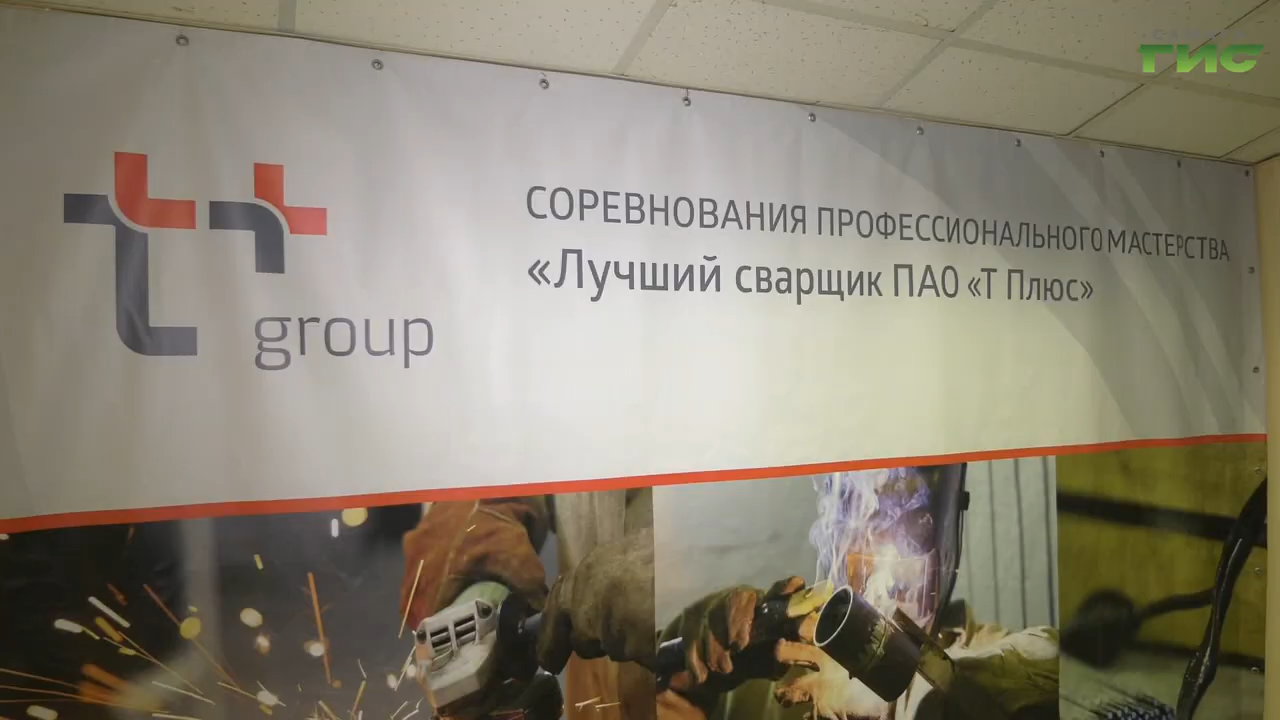 ГИС
СОРЕВНОВАНИЯ ПРОФЕССИОНАЛЬНОГО МАСТЕРСТВА
«Лучший сварщик ПАО «Т Плюс»
group